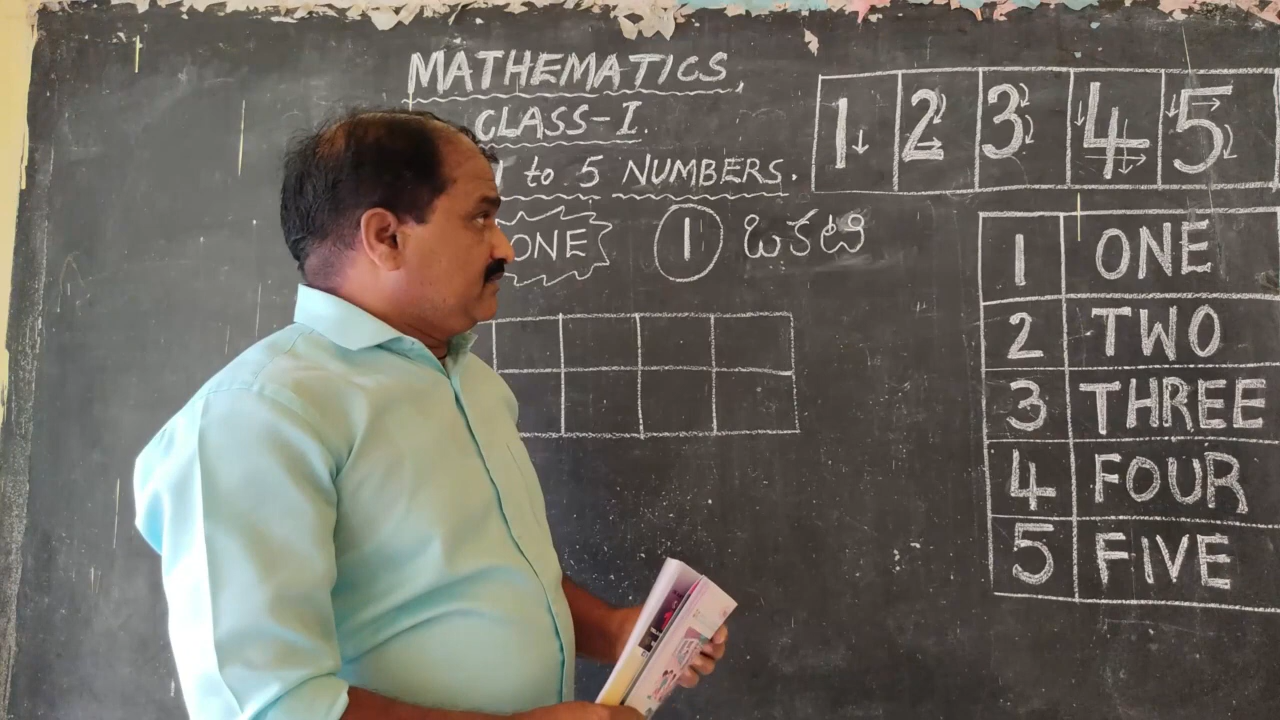 MATHEMATICS
CLASS-I.
1 to 5 NUMBERS.
ONE 1 ఒకటి
1 2 3 4 5
1 ONE
2 TWO
3 THREE
4 FOUR
5 FIVE